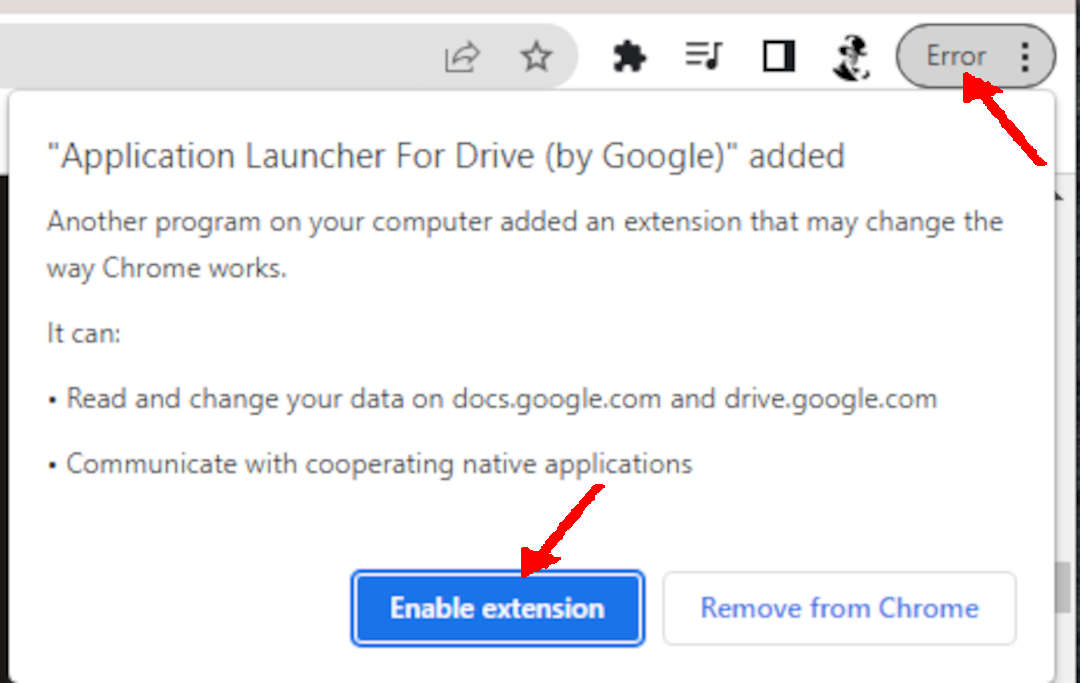 Error
"Application Launcher For Drive (by Google)" added
Another program on your computer added an extension that may change the
way Chrome works.
It can:
• Read and change your data on docs.google.com and drive.google.com
• Communicate with cooperating native applications
Enable extension
Remove from Chrome